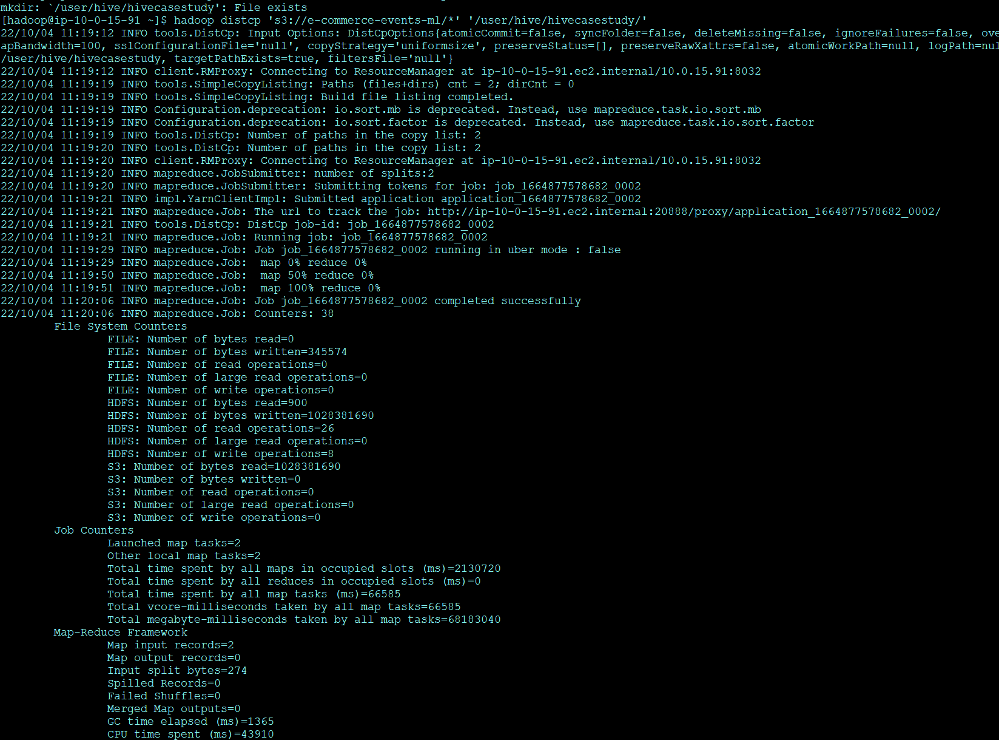 mkdir: `/user/hive/hivecasestudy': File exists
[hadoop@ip-10-0-15-91 ~]$ hadoop distcp 's3://e-commerce-events-ml/*' '/user/hive/hivecasestudy/'
22/10/04 11:19:12 INFO tools.DistCp: Input Options: DistCpOptions{atomicCommit=false, syncFolder=false, deleteMissing=false, ignoreFailures=false, ove
apBandwidth=100, sslConfigurationFile='null', copyStrategy='uniformsize', preserveStatus=[], preserveRawXattrs=false, atomicWorkPath=null, logPath=nul
/user/hive/hivecasestudy, targetPathExists=true, filtersFile='null'}
22/10/04 11:19:12 INFO client.RMProxy: Connecting to ResourceManager at ip-10-0-15-91.ec2.internal/10.0.15.91:8032
22/10/04 11:19:19 INFO tools.SimpleCopyListing: Paths (files+dirs) cnt = 2; dirCnt = 0
22/10/04 11:19:19 INFO tools.SimpleCopyListing: Build file listing completed.
22/10/04 11:19:19 INFO Configuration.deprecation: io.sort.mb is deprecated. Instead, use mapreduce.task.io.sort.mb
22/10/04 11:19:19 INFO Configuration.deprecation: io.sort.factor is deprecated. Instead, use mapreduce.task.io.sort.factor
22/10/04 11:19:19 INFO tools.DistCp: Number of paths in the copy list: 2
22/10/04 11:19:20 INFO tools.DistCp: Number of paths in the copy list: 2
22/10/04 11:19:20 INFO client.RMProxy: Connecting to ResourceManager at ip-10-0-15-91.ec2.internal/10.0.15.91:8032
22/10/04 11:19:20 INFO mapreduce.JobSubmitter: number of splits:2
22/10/04 11:19:20 INFO mapreduce.JobSubmitter: Submitting tokens for job: job_1664877578682_0002
22/10/04 11:19:21 INFO impl.YarnClientImpl: Submitted application application_1664877578682_0002
22/10/04 11:19:21 INFO mapreduce.Job: The url to track the job: http://ip-10-0-15-91.ec2.internal:20888/proxy/application_1664877578682_0002/
22/10/04 11:19:21 INFO tools.DistCp: DistCp job-id: job_1664877578682_0002
22/10/04 11:19:21 INFO mapreduce.Job: Running job: job_1664877578682_0002
22/10/04 11:19:29 INFO mapreduce.Job: Job job_1664877578682_0002 running in uber mode : false
22/10/04 11:19:29 INFO mapreduce.Job:  map 0% reduce 0%
22/10/04 11:19:50 INFO mapreduce.Job:  map 50% reduce 0%
22/10/04 11:19:51 INFO mapreduce.Job:  map 100% reduce 0%
22/10/04 11:20:06 INFO mapreduce.Job: Job job_1664877578682_0002 completed successfully
22/10/04 11:20:06 INFO mapreduce.Job: Counters: 38
File System Counters
FILE: Number of bytes read=0
FILE: Number of bytes written=345574
FILE: Number of read operations=0
FILE: Number of large read operations=0
FILE: Number of write operations=0
HDFS: Number of bytes read=900
HDFS: Number of bytes written=1028381690
HDFS: Number of read operations=26
HDFS: Number of large read operations=0
HDFS: Number of write operations=8
S3: Number of bytes read=1028381690
S3: Number of bytes written=0
S3: Number of read operations=0
S3: Number of large read operations=0
S3: Number of write operations=0
Job Counters
Launched map tasks=2
Other local map tasks=2
Total time spent by all maps in occupied slots (ms)=2130720
Total time spent by all reduces in occupied slots (ms)=0
Total time spent by all map tasks (ms)=66585
Total vcore-milliseconds taken by all map tasks=66585
Total megabyte-milliseconds taken by all map tasks=68183040
Map-Reduce Framework
Map input records=2
Map output records=0
Input split bytes=274
Spilled Records=0
Failed Shuffles=0
Merged Map outputs=0
GC time elapsed (ms)=1365
CPU time spent (ms)=43910